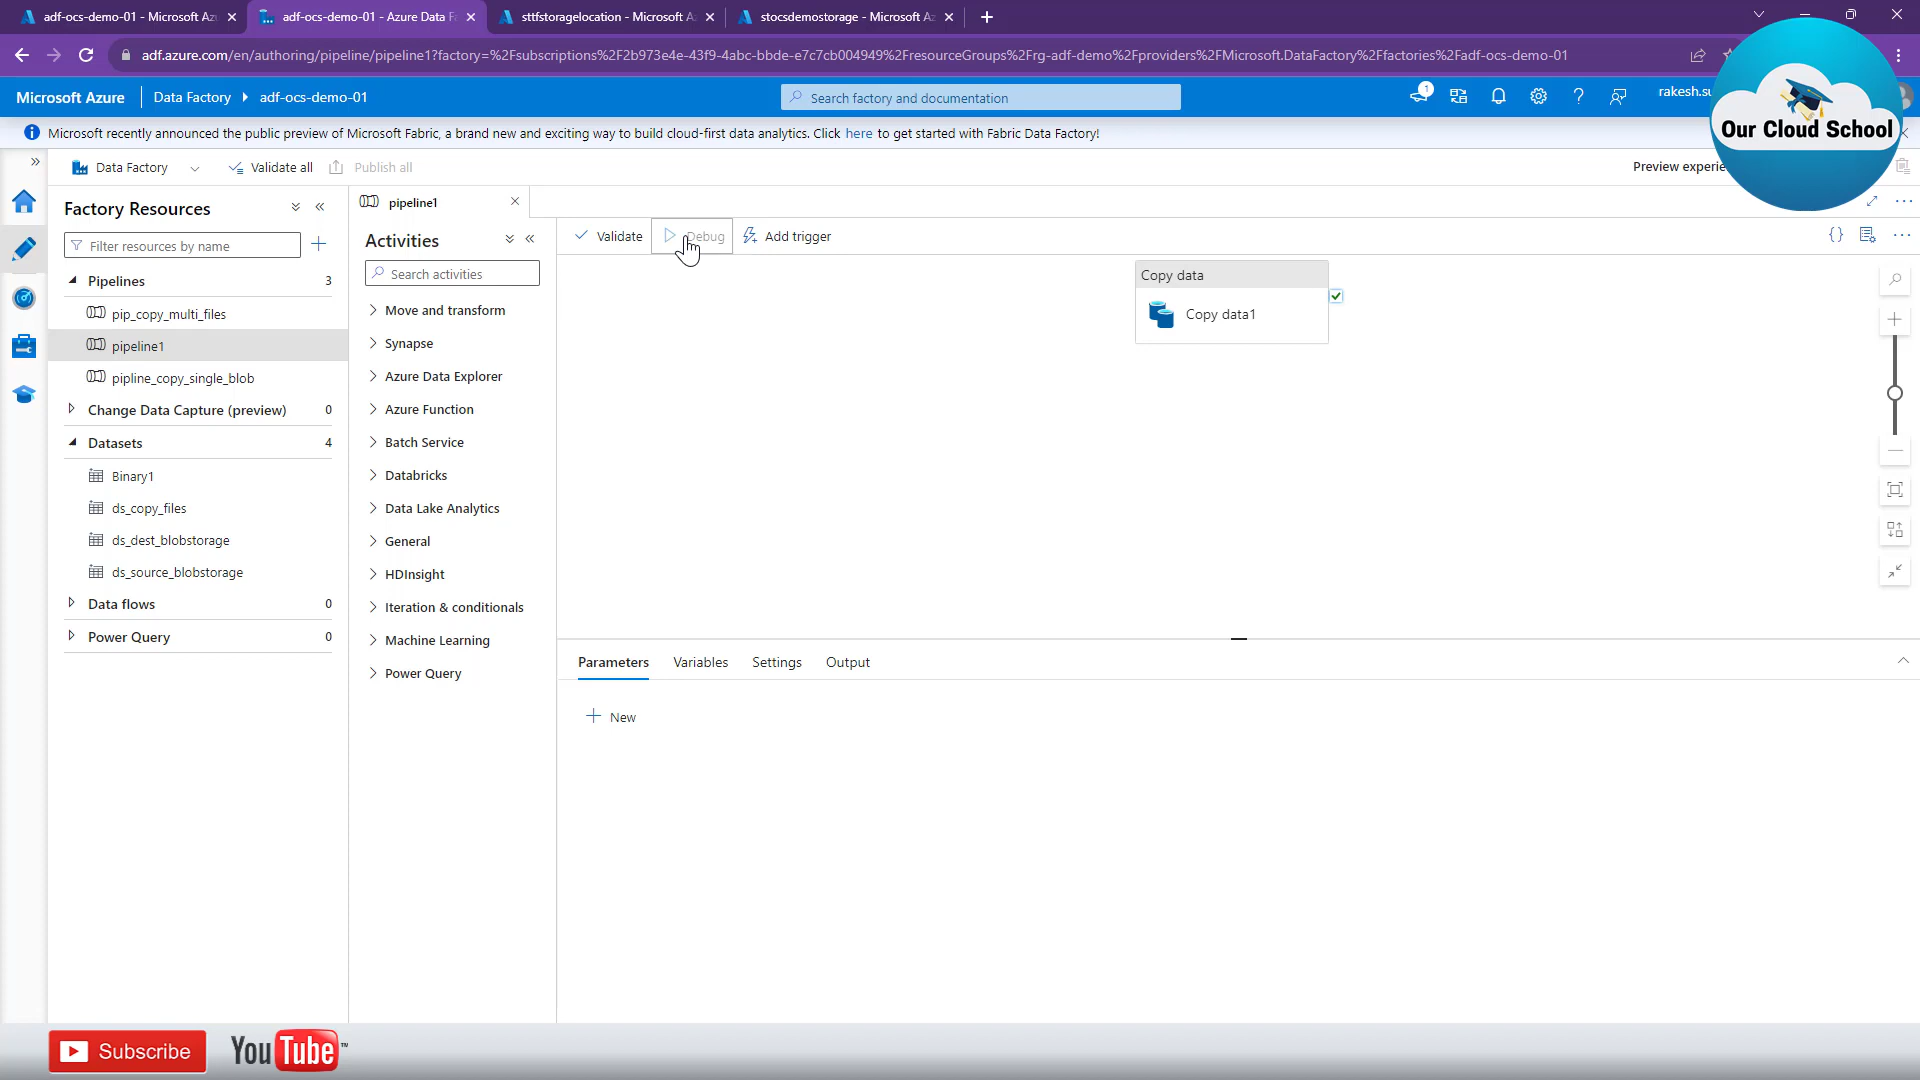 adf-ocs-demo-01 - Microsoft Az
adf-ocs-demo-01 - Azure Data F
sttfstoragelocation - Microsoft A
stocsdemostorage - Microsoft Az
adf.azure.com/en/authoring/pipeline/pipeline1?factory=%2Fsubscriptions%2F2b973e4e-43f9-4abc-bbde-e7c7cb004949%2FresourceGroups%2Frg-adf-demo%2Fproviders%2FMicrosoft.DataFactory%2Ffactories%2Fadf-ocs-demo-01
Microsoft Azure
Data Factory
adf-ocs-demo-01
Search factory and documentation
1
rakesh.su
Our Cloud School
Microsoft recently announced the public preview of Microsoft Fabric, a brand new and exciting way to build cloud-first data analytics. Click here to get started with Fabric Data Factory!
Data Factory
Validate all
Publish all
Preview experie
Factory Resources
Filter resources by name
Pipelines 3
pip_copy_multi_files
pipeline1
pipline_copy_single_blob
Change Data Capture (preview) 0
Datasets 4
Binary1
ds_copy_files
ds_dest_blobstorage
ds_source_blobstorage
Data flows 0
Power Query 0
pipeline1
Activities
Search activities
Move and transform
Synapse
Azure Data Explorer
Azure Function
Batch Service
Databricks
Data Lake Analytics
General
HDInsight
Iteration & conditionals
Machine Learning
Power Query
Validate
Debug
Add trigger
{}
Copy data
Copy data1
Parameters
Variables
Settings
Output
New
Subscribe
YouTube
TM